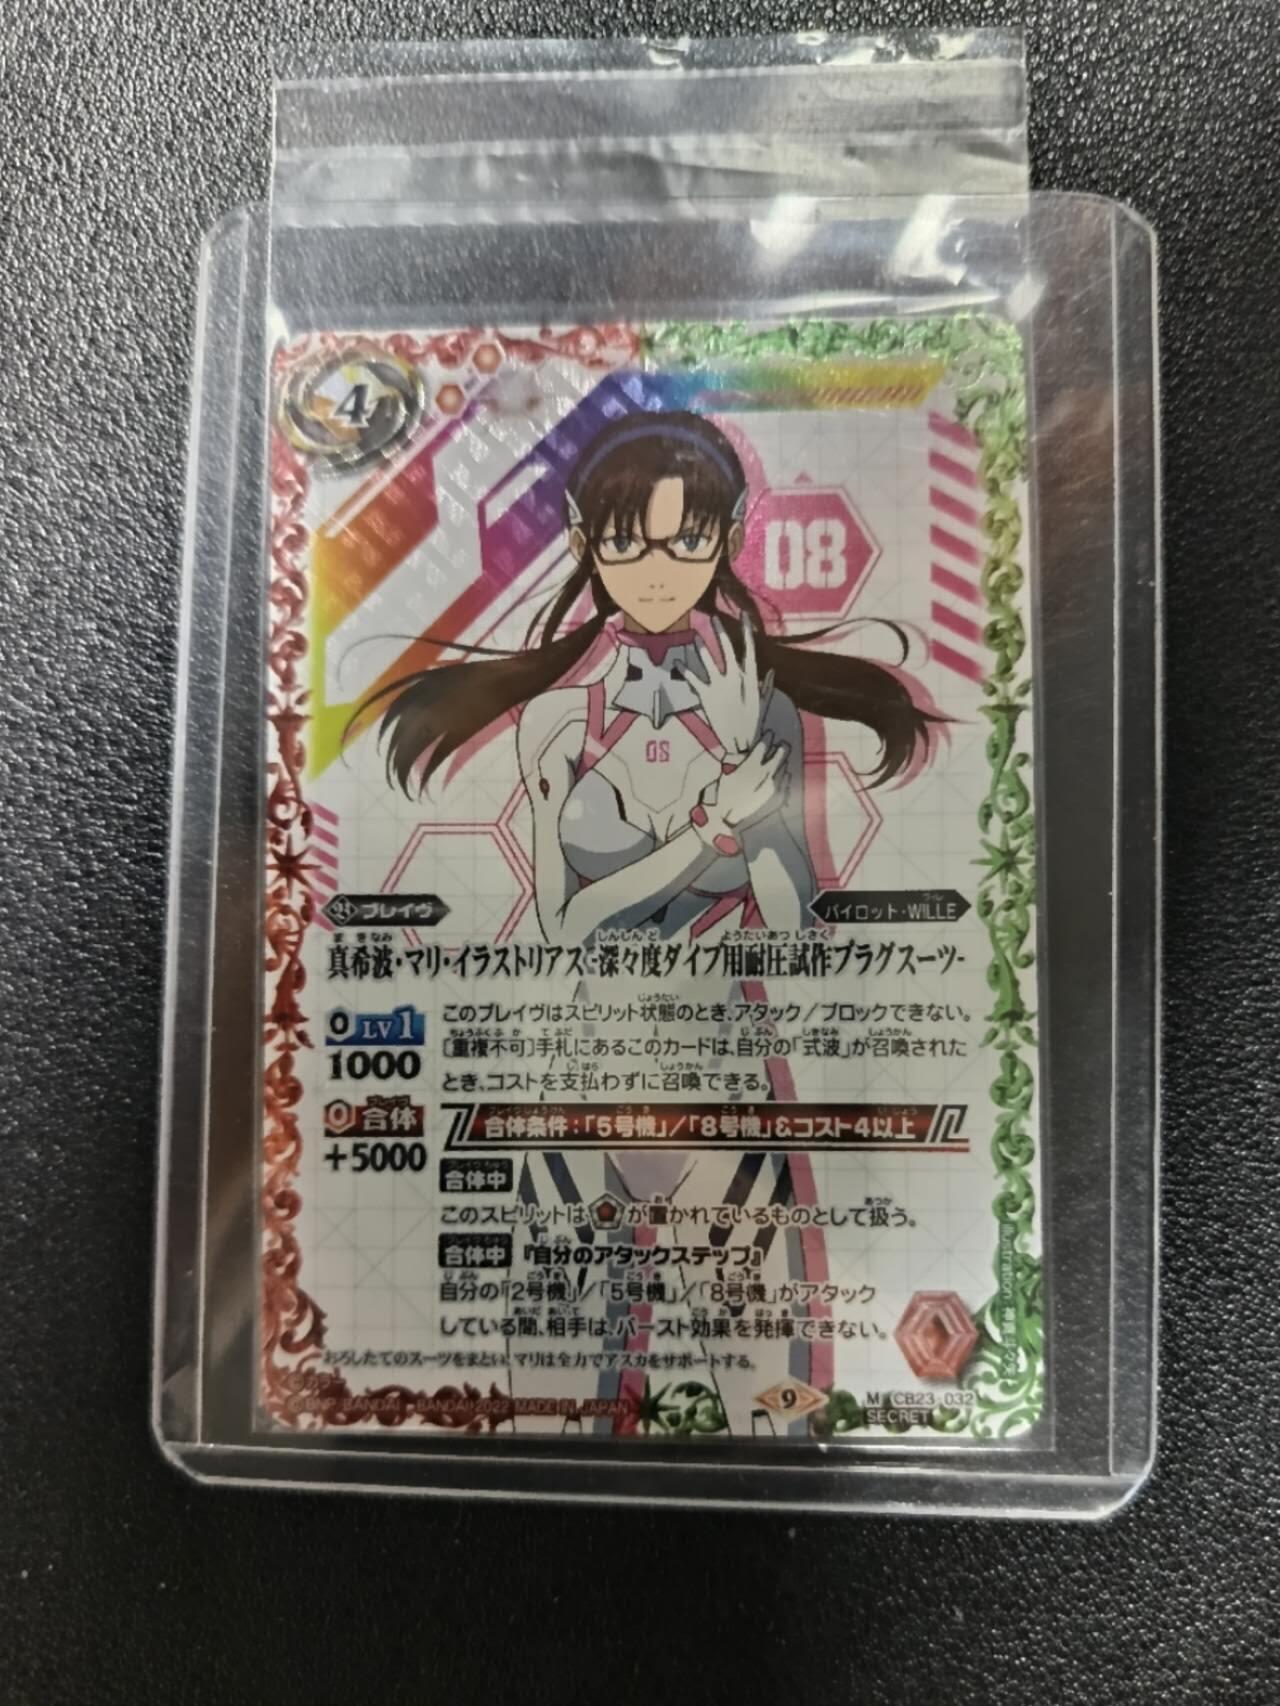 4
08
08
ブレイヴ
パイロット・WILLE
真希波・マリ・イラストリアス-深々度ダイブ用耐圧試作プラグスーツ-
0 LV1
1000
このブレイヴはスピリット状態のとき、アタック／ブロックできない。
〔重複不可〕手札にあるこのカードは、自分の「式波」が召喚された
とき、コストを支払わずに召喚できる。
0 合体
+5000
合体条件：「5号機」／「8号機」＆コスト4以上
合体中
このスピリットは が置かれているものとして扱う。
合体中 『自分のアタックステップ』
自分の「2号機」／「5号機」／「8号機」がアタック
している間、相手は、バースト効果を発揮できない。
おろしたてのスーツをまとい、マリは全力でアスカをサポートする。
©カラー
©BNP BANDAI BANDAI 2022 MADE IN JAPAN
9
M CB23 032
SECRET
Illustration